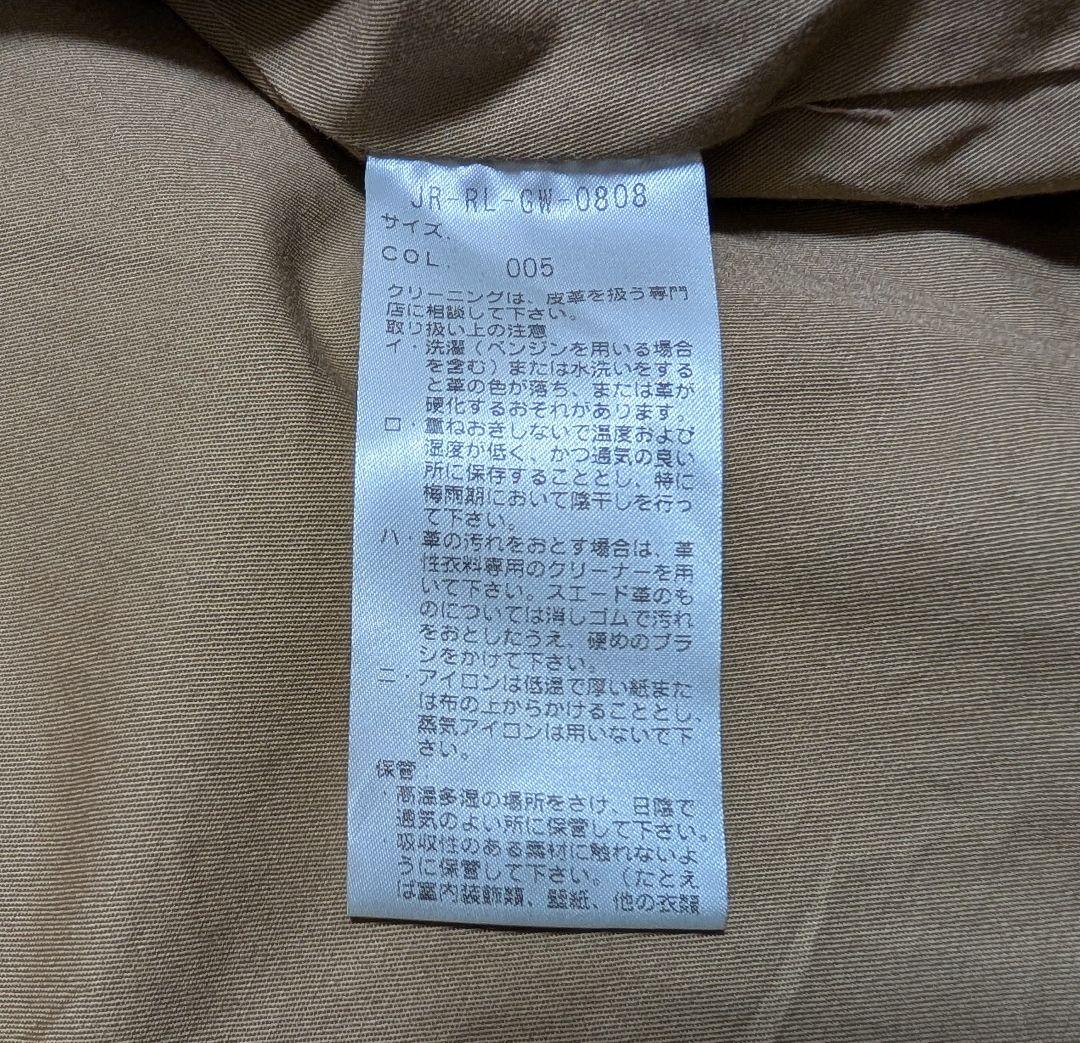 JR-RL-GW-0808
サイズ.
COL. 005
クリーニングは、皮革を扱う専門
店に相談して下さい。
取り扱い上の注意
イ・洗濯（ベンジンを用いる場合
を含む）または水洗いをする
と革の色が落ち、または革が
硬化するおそれがあります。
ロ・重ねおきしないで温度および
湿度が低く、かつ通気の良い
所に保存することとし、特に
梅雨期において陰干しを行っ
て下さい。
ハ・革の汚れをおとす場合は、革
性衣料専用のクリーナーを用
いて下さい。スエード革のも
のについては消しゴムで汚れ
をおとしたうえ、硬めのブラ
シをかけて下さい。
ニ・アイロンは低温で厚い紙また
は布の上からかけることとし、
蒸気アイロンは用いないで下
さい。
保管：
・高温多湿の場所をさけ、日陰で
通気のよい所に保管して下さい。
・吸収性のある素材に触れないよ
うに保管して下さい。（たとえ
ば室内装飾類、壁紙、他の衣類